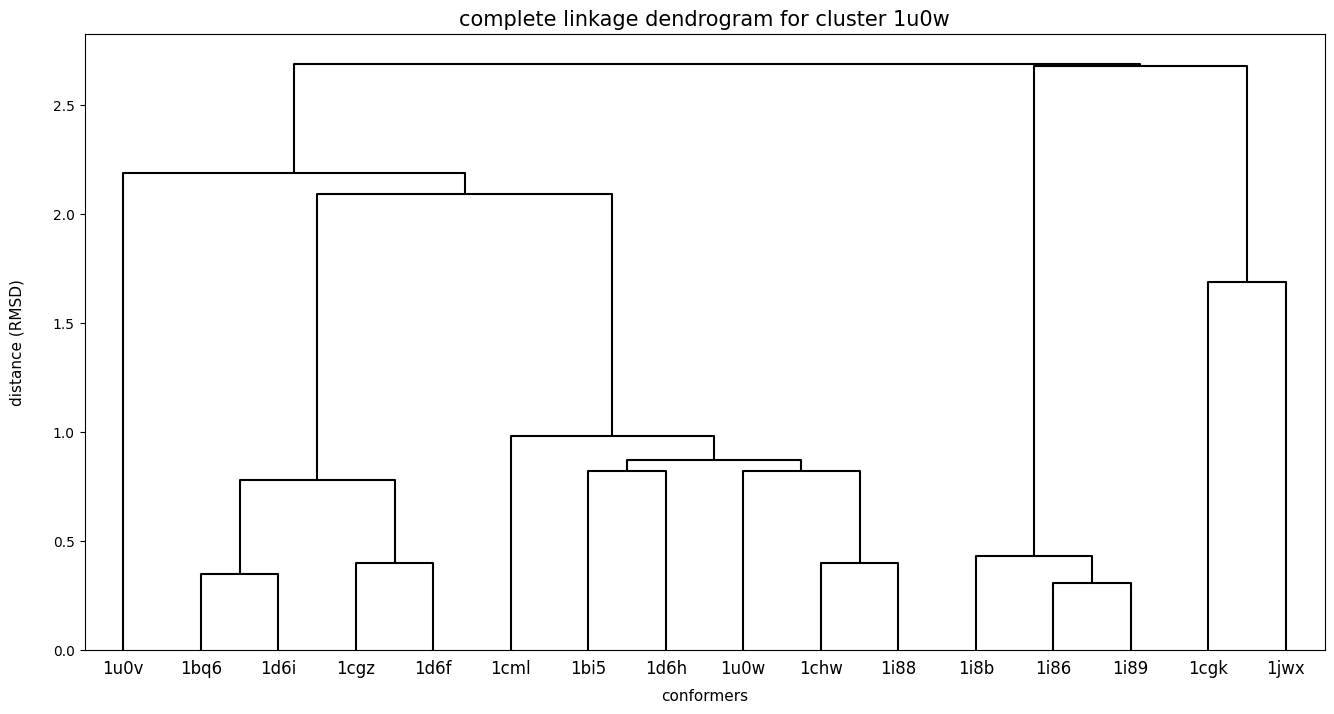 complete linkage dendrogram for cluster 1u0w
2.5
2.0
1.5
1.0
0.5
0.0
distance (RMSD)
1u0v 1bq6 1d6i 1cgz 1d6f 1cml 1bi5 1d6h 1u0w 1chw 1i88 1i8b 1i86 1i89 1cgk 1jwx
conformers